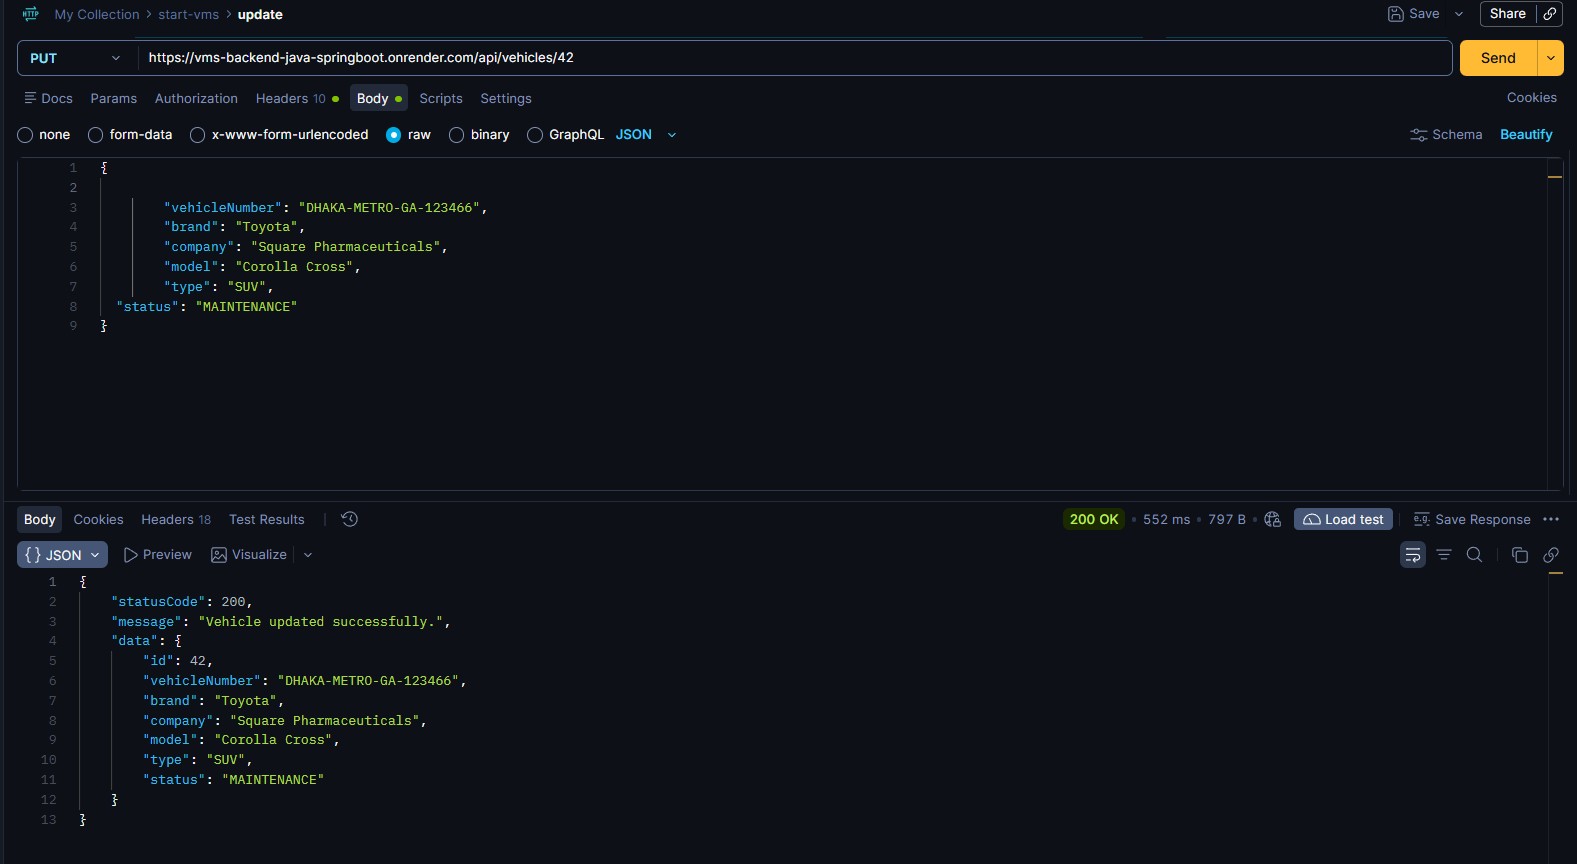 HTTP My Collection > start-vms > update Save Share
PUT https://vms-backend-java-springboot.onrender.com/api/vehicles/42 Send
Docs Params Authorization Headers 10 Body Scripts Settings Cookies
none form-data x-www-form-urlencoded raw binary GraphQL JSON Schema Beautify
1 {
2
3 "vehicleNumber": "DHAKA-METRO-GA-123466",
4 "brand": "Toyota",
5 "company": "Square Pharmaceuticals",
6 "model": "Corolla Cross",
7 "type": "SUV",
8 "status": "MAINTENANCE"
9 }
Body Cookies Headers 18 Test Results 200 OK • 552 ms • 797 B • Load test e.g. Save Response
{} JSON Preview Visualize
1 {
2 "statusCode": 200,
3 "message": "Vehicle updated successfully.",
4 "data": {
5 "id": 42,
6 "vehicleNumber": "DHAKA-METRO-GA-123466",
7 "brand": "Toyota",
8 "company": "Square Pharmaceuticals",
9 "model": "Corolla Cross",
10 "type": "SUV",
11 "status": "MAINTENANCE"
12 }
13 }